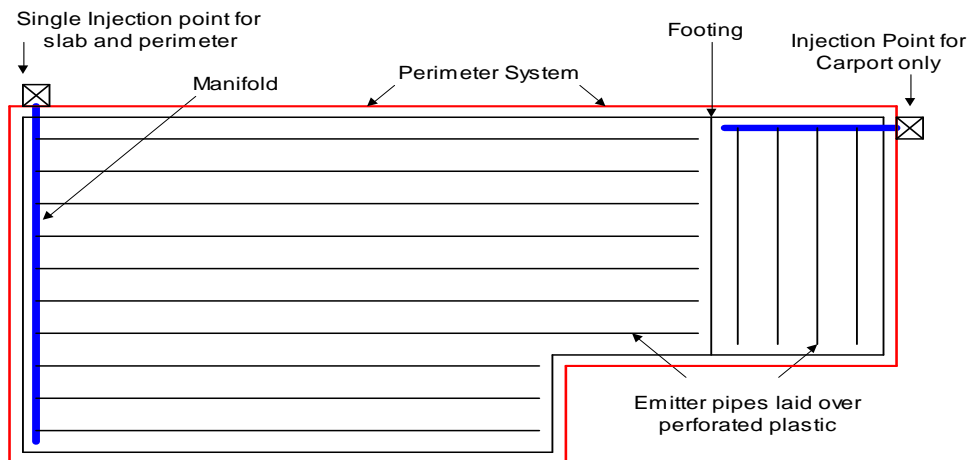 Single Injection point for
slab and perimeter
Manifold
Perimeter System
Footing
Injection Point for
Carport only
Emitter pipes laid over
perforated plastic